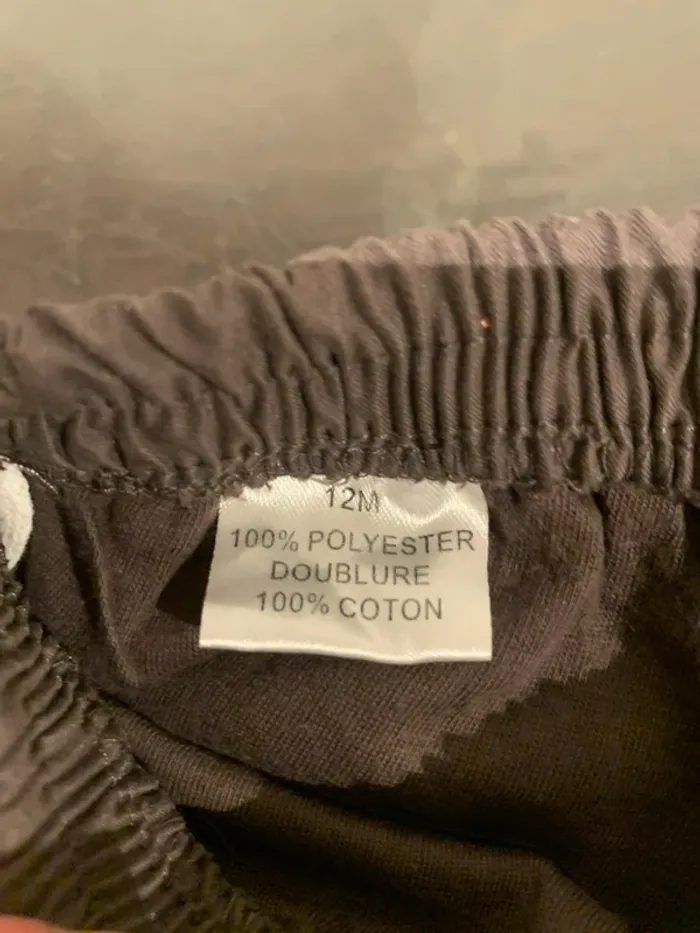 12M
100% POLYESTER
DOUBLURE
100% COTON